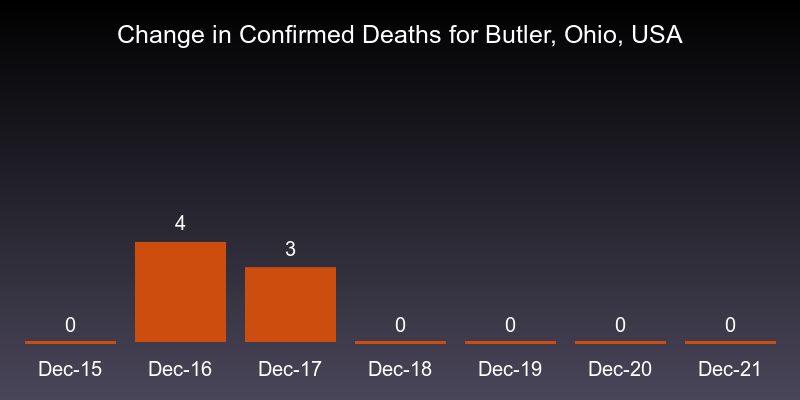 Change in Confirmed Deaths for Butler, Ohio, USA
4
3
0 0 0 0 0
Dec-15 Dec-16 Dec-17 Dec-18 Dec-19 Dec-20 Dec-21